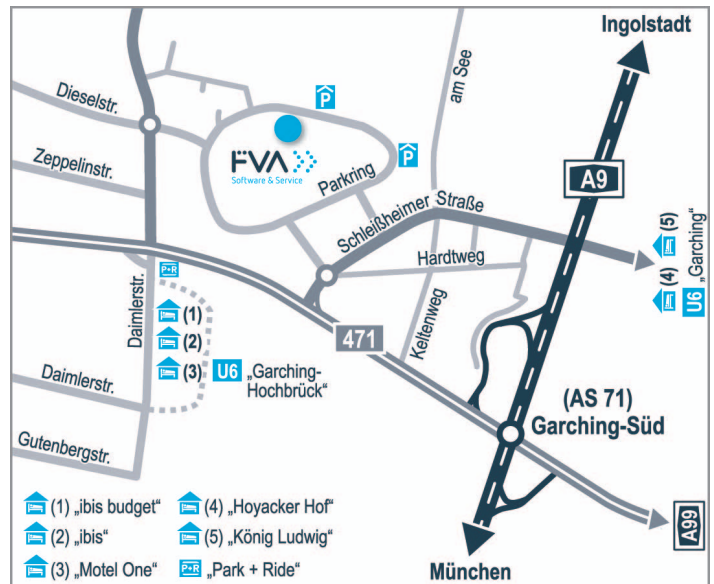 Ingolstadt
am See
Dieselstr.
P
FVA
Software & Service
P
Zeppelinstr.
Parkring
A9
Schleißheimer Straße
(5)
(4)
U6 „Garching“
Hardtweg
P+R
Daimlerstr.
(1)
(2)
(3) U6 „Garching-
Hochbrück“
471
Keltenweg
Daimlerstr.
(AS 71)
Garching-Süd
Gutenbergstr.
(1) „ibis budget“
(4) „Hoyacker Hof“
(2) „ibis“
(5) „König Ludwig“
(3) „Motel One“
P+R „Park + Ride“
A99
München